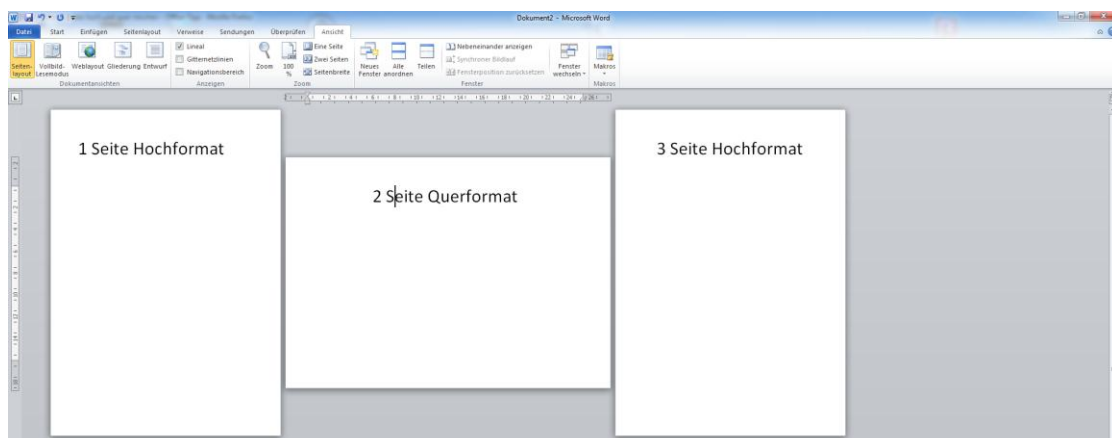 Dokument2 - Microsoft Word
Datei Start Einfügen Seitenlayout Verweise Sendungen Überprüfen Ansicht
Seiten-layout
Vollbild-Lesemodus
Weblayout
Gliederung
Entwurf
Dokumentansichten
Lineal
Gitternetzlinien
Navigationsbereich
Anzeigen
Zoom
100 %
Eine Seite
Zwei Seiten
Seitenbreite
Zoom
Neues Fenster
Alle anordnen
Teilen
Nebeneinander anzeigen
Synchroner Bildlauf
Fensterposition zurücksetzen
Fenster wechseln
Fenster
Makros
Makros
1 Seite Hochformat
2 Seite Querformat
3 Seite Hochformat